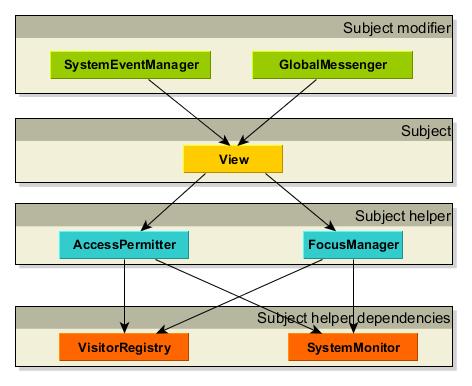 Subject modifier
SystemEventManager
GlobalMessenger
Subject
View
Subject helper
AccessPermitter
FocusManager
Subject helper dependencies
VisitorRegistry
SystemMonitor